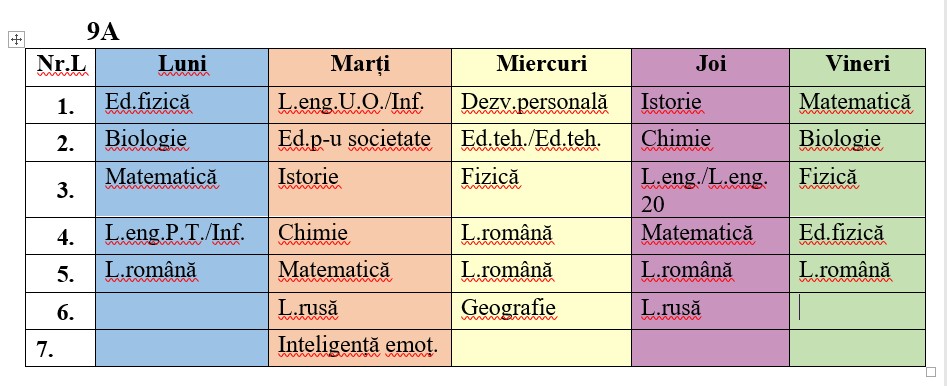 9A
Nr.L Luni Marți Miercuri Joi Vineri
1. Ed.fizică L.eng.U.O./Inf. Dezv.personală Istorie Matematică
2. Biologie Ed.p-u societate Ed.teh./Ed.teh. Chimie Biologie
3. Matematică Istorie Fizică L.eng./L.eng. Fizică
20
4. L.eng.P.T./Inf. Chimie L.română Matematică Ed.fizică
5. L.română Matematică L.română L.română L.română
6. L.rusă Geografie L.rusă
7. Inteligență emoț.